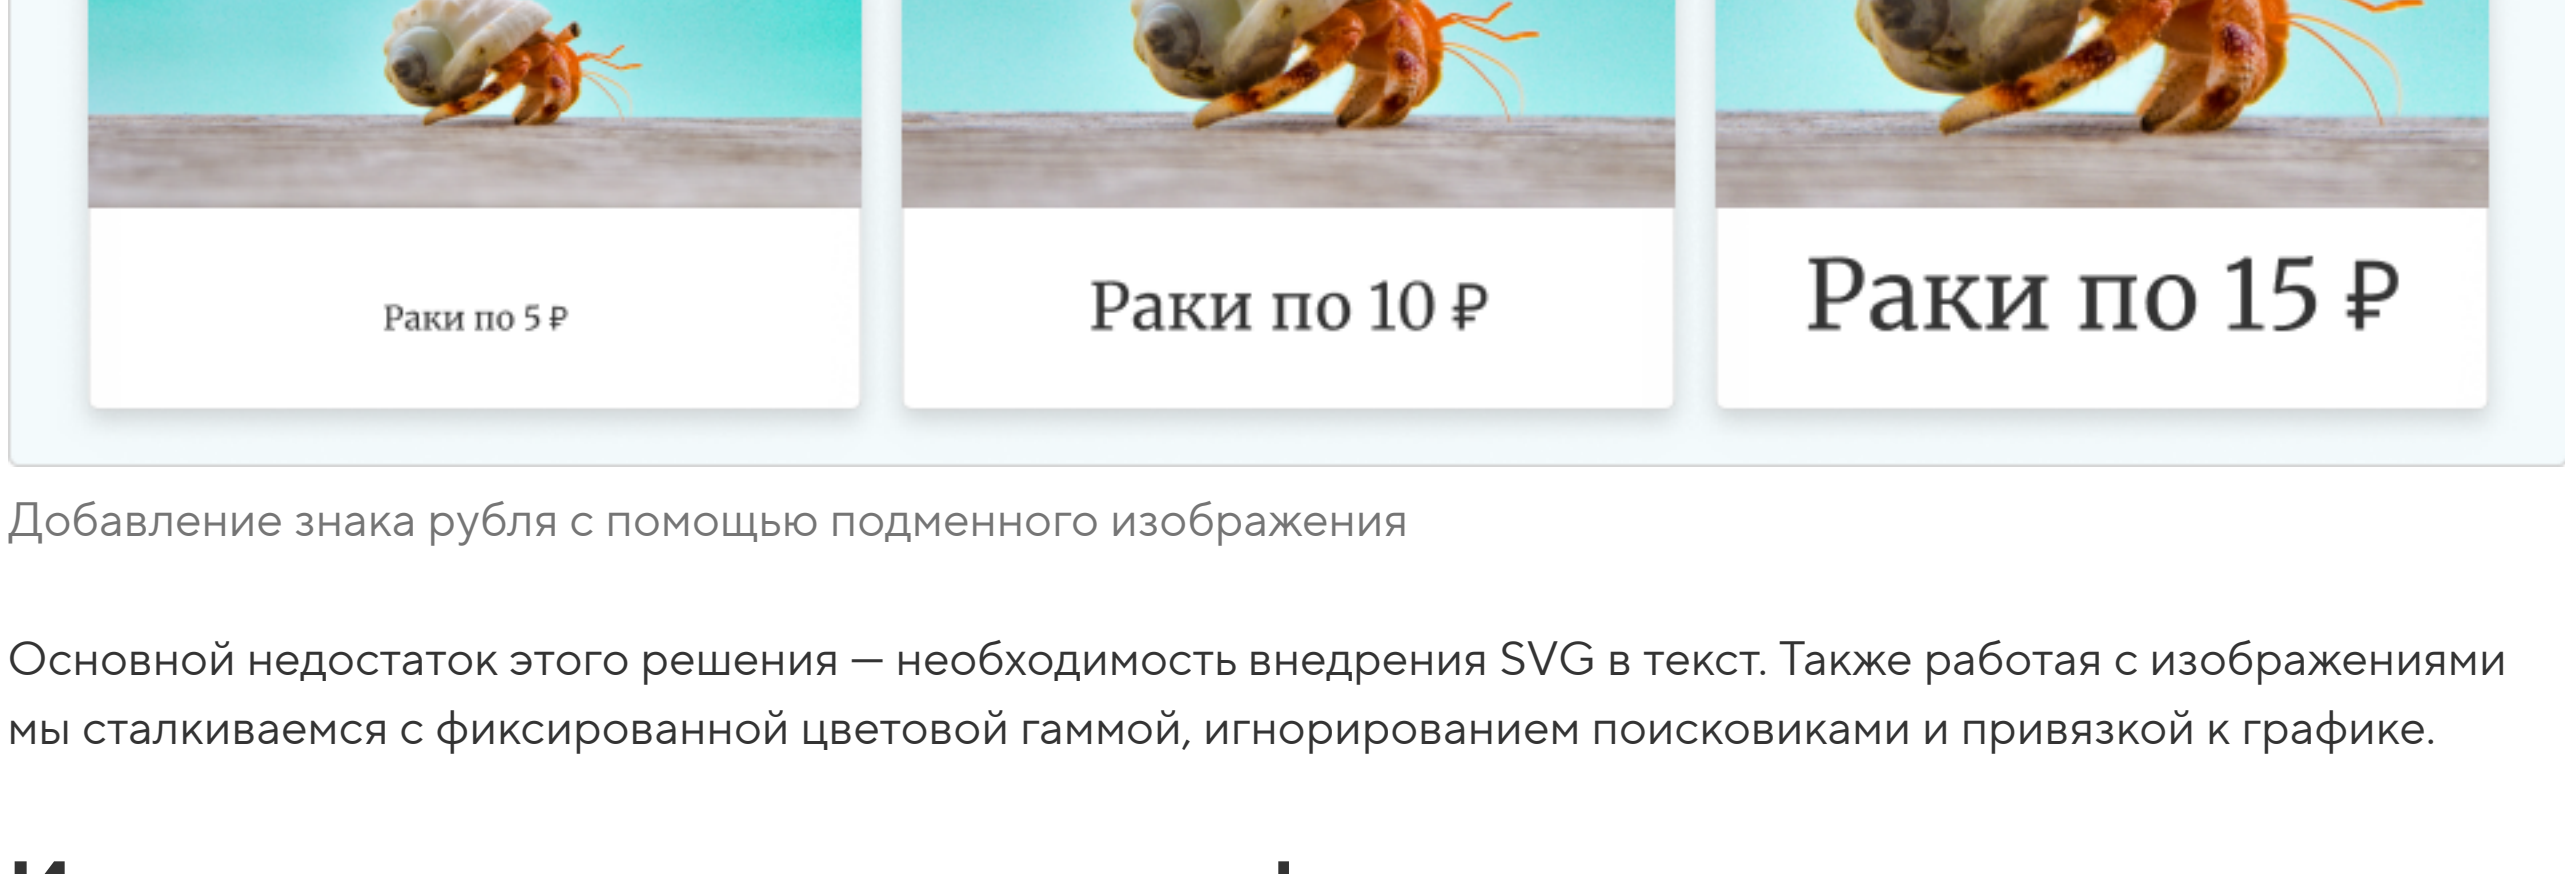 Раки по 5 ₽
Раки по 10 ₽
Раки по 15 ₽
Добавление знака рубля с помощью подменного изображения
Основной недостаток этого решения — необходимость внедрения SVG в текст. Также работая с изображениями
мы сталкиваемся с фиксированной цветовой гаммой, игнорированием поисковиками и привязкой к графике.